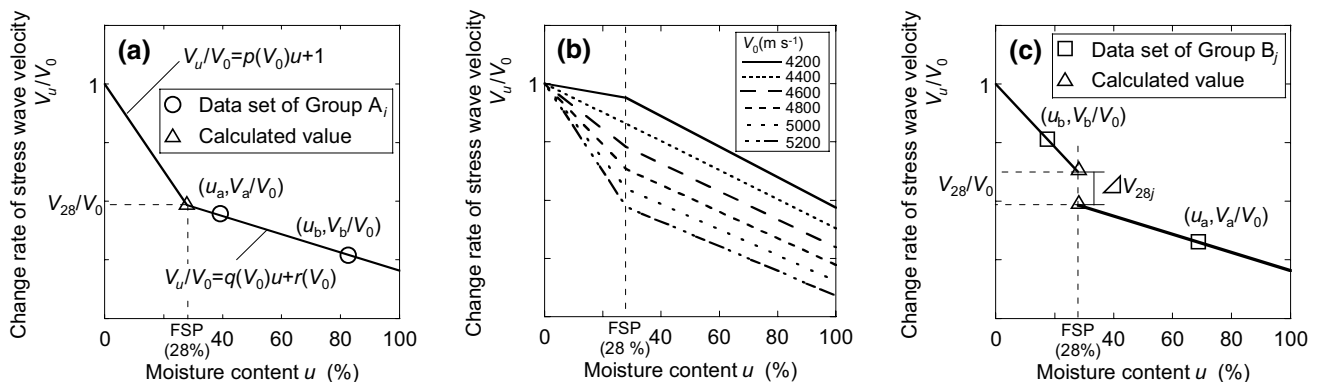 (a)
V_u/V_0=p(V_0)u+1
Data set of Group A_i
Calculated value
(u_a,V_a/V_0)
(u_b,V_b/V_0)
V_u/V_0=q(V_0)u+r(V_0)
1
V_28/V_0
Change rate of stress wave velocity
V_u/V_0
0 20 40 60 80 100
FSP
(28%)
Moisture content u (%)
(b)
V_0(m s-1)
4200
4400
4600
4800
5000
5200
1
Change rate of stress wave velocity
V_u/V_0
0 20 40 60 80 100
FSP
(28 %)
Moisture content u (%)
(c)
Data set of Group B_j
Calculated value
(u_b,V_b/V_0)
V_28j
(u_a,V_a/V_0)
1
V_28/V_0
Change rate of stress wave velocity
V_u/V_0
0 20 40 60 80 100
FSP
(28%)
Moisture content u (%)